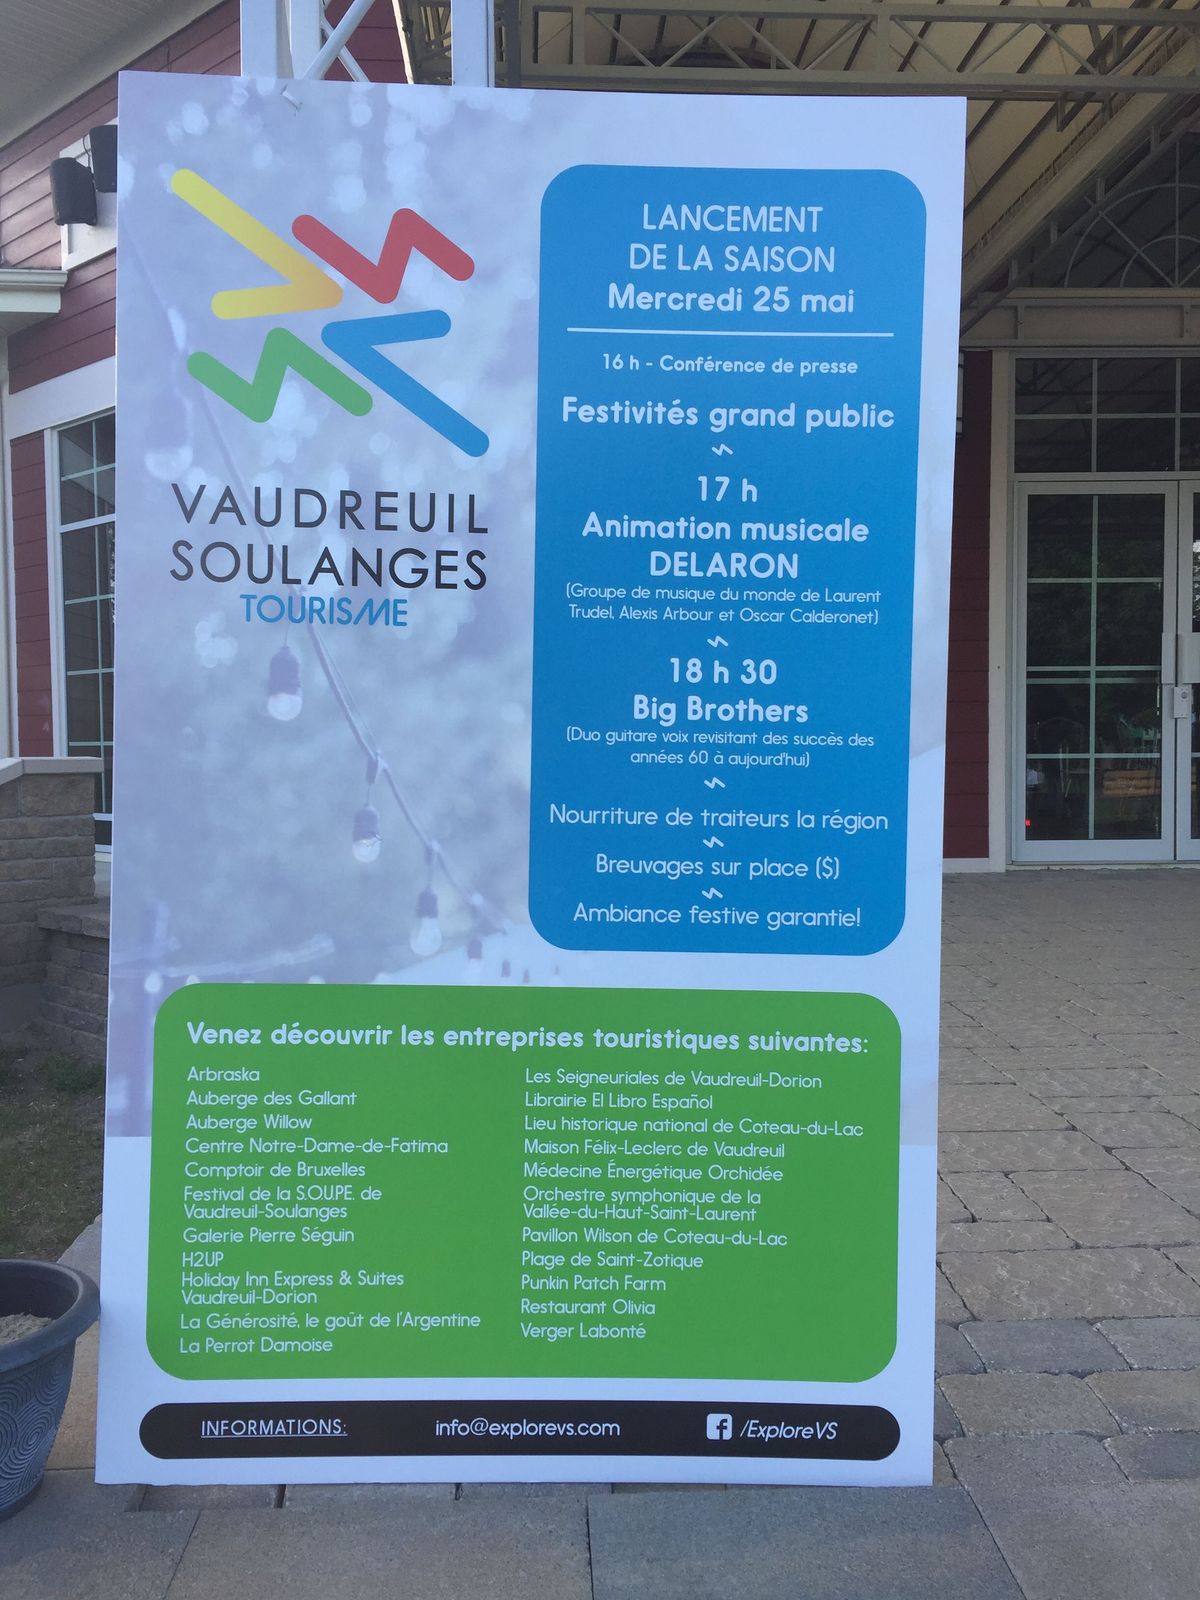 VAUDREUIL
SOULANGES
TOURISME
LANCEMENT
DE LA SAISON
Mercredi 25 mai
16 h - Conférence de presse
Festivités grand public
17 h
Animation musicale
DELARON
(Groupe de musique du monde de Laurent
Trudel, Alexis Arbour et Oscar Calderonet)
18 h 30
Big Brothers
(Duo guitare voix revisitant des succès des
années 60 à aujourd'hui)
Nourriture de traiteurs la région
Breuvages sur place ($)
Ambiance festive garantie!
Venez découvrir les entreprises touristiques suivantes:
Arbraska
Auberge des Gallant
Auberge Willow
Centre Notre-Dame-de-Fatima
Comptoir de Bruxelles
Festival de la S.O.U.P.E. de
Vaudreuil-Soulanges
Galerie Pierre Séguin
H2UP
Holiday Inn Express & Suites
Vaudreuil-Dorion
La Générosité, le goût de l'Argentine
La Perrot Damoise
Les Seigneuriales de Vaudreuil-Dorion
Librairie El Libro Español
Lieu historique national de Coteau-du-Lac
Maison Félix-Leclerc de Vaudreuil
Médecine Énergétique Orchidée
Orchestre symphonique de la
Vallée-du-Haut-Saint-Laurent
Pavillon Wilson de Coteau-du-Lac
Plage de Saint-Zotique
Punkin Patch Farm
Restaurant Olivia
Verger Labonté
INFORMATIONS:
info@explorevs.com
/ExploreVS